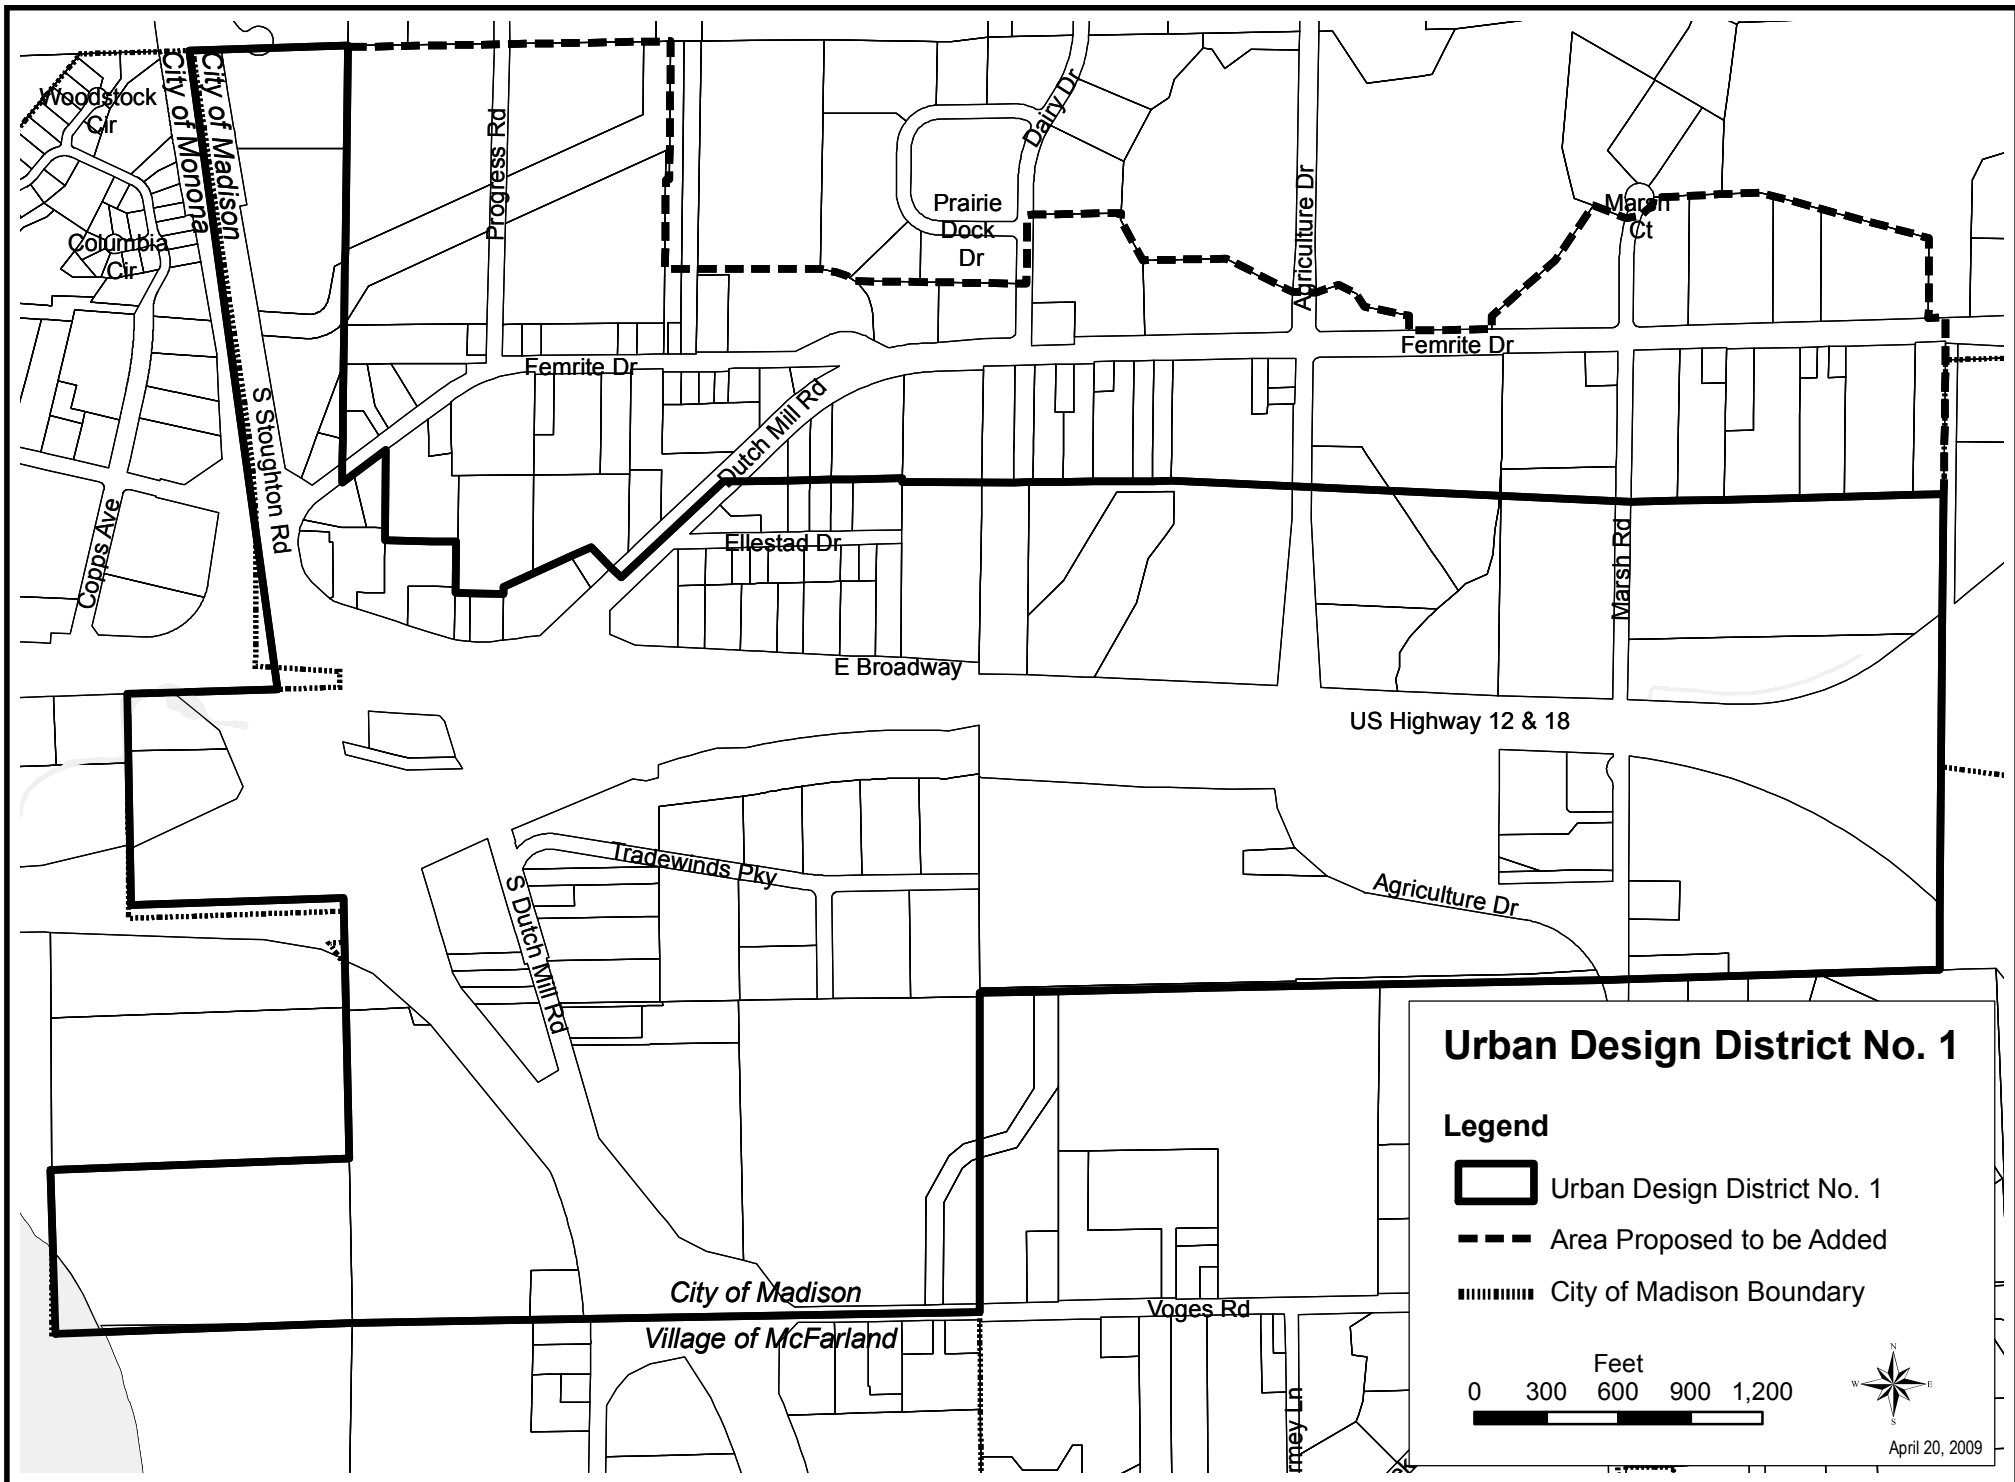 City of Monona
City of Madison
Woodstock
Cir
Progress Rd
Dairy Dr
Agriculture Dr
Prairie
Dock
Dr
Marsh
Ct
Columbia
Cir
Femrite Dr
Femrite Dr
S Stoughton Rd
Dutch Mill Rd
Copps Ave
Ellestad Dr
Marsh Rd
E Broadway
US Highway 12 & 18
Tradewinds Pky
S Dutch Mill Rd
Agriculture Dr
City of Madison
Village of McFarland
Voges Rd
rmey Ln
Urban Design District No. 1
Legend
Urban Design District No. 1
Area Proposed to be Added
City of Madison Boundary
Feet
0 300 600 900 1,200
N
W E
S
April 20, 2009